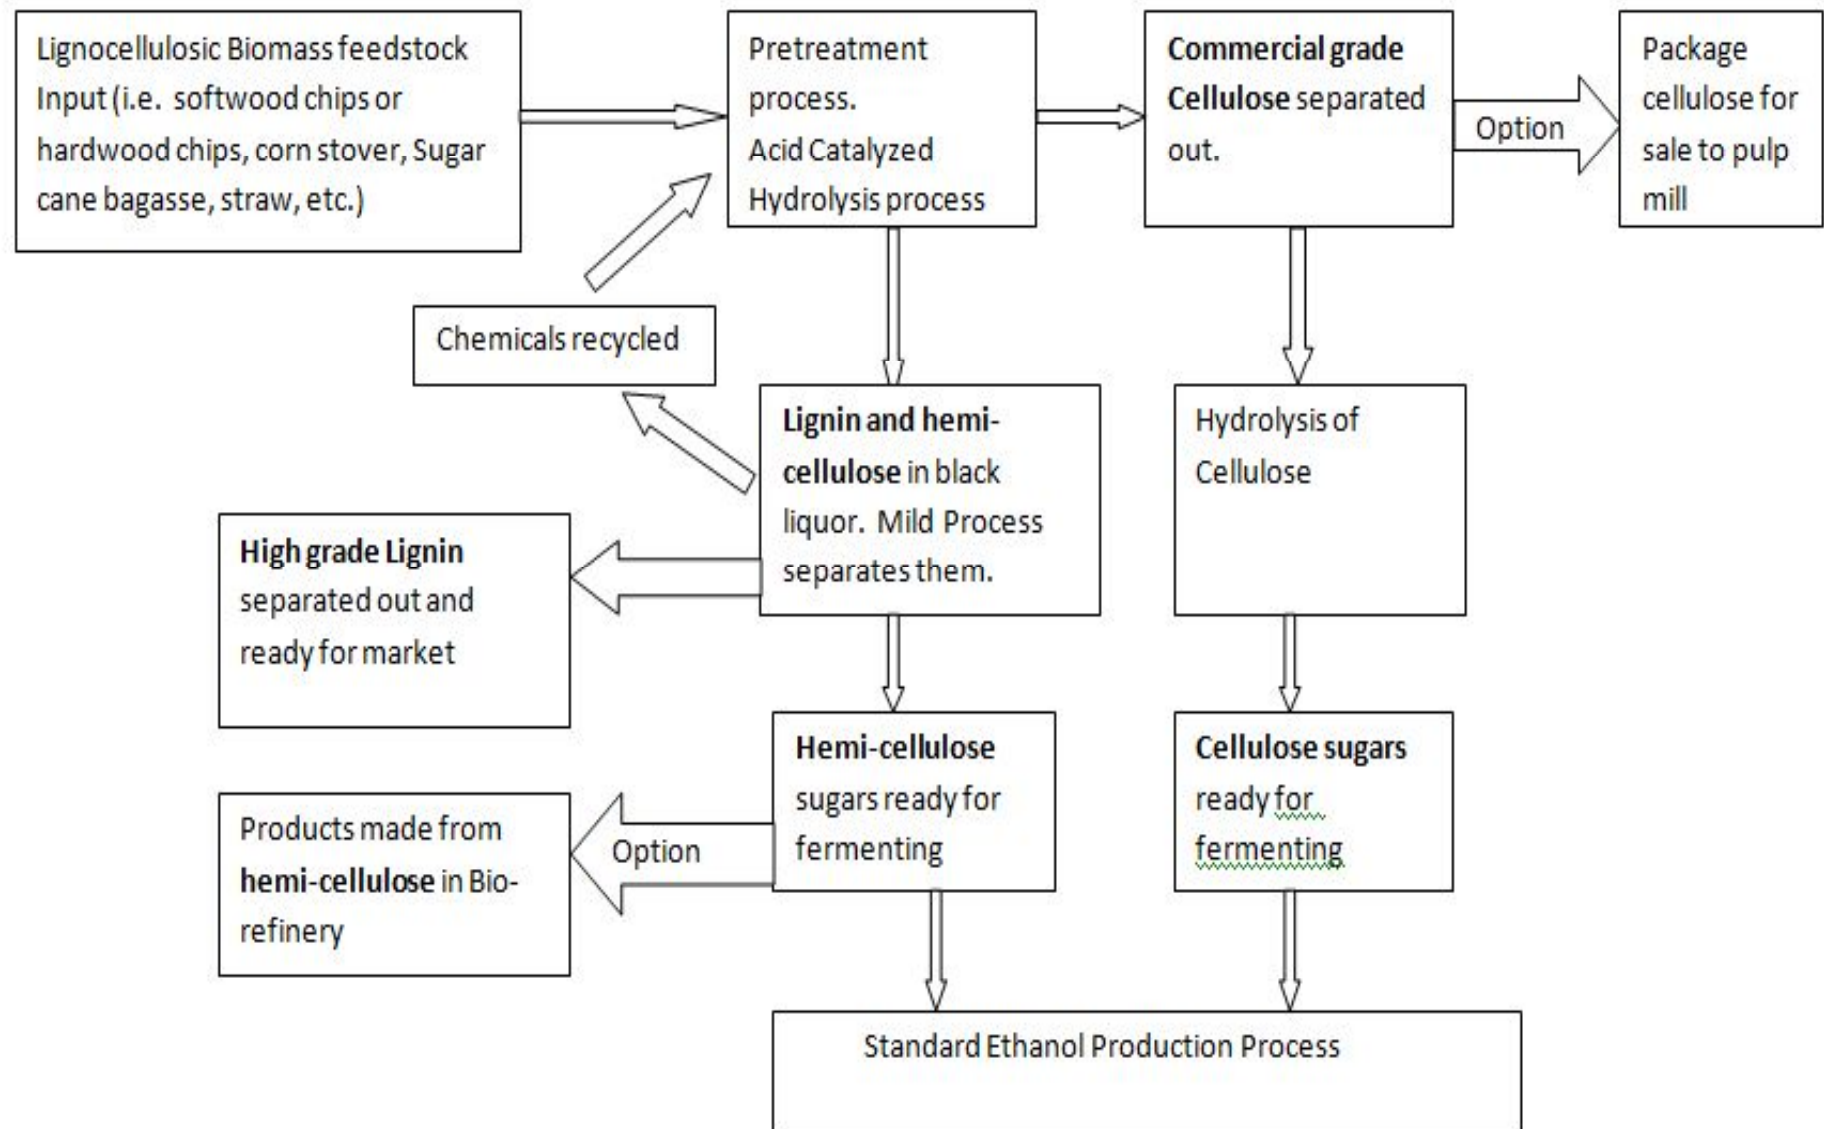 Lignocellulosic Biomass feedstock
Input (i.e. softwood chips or
hardwood chips, corn stover, Sugar
cane bagasse, straw, etc.)
Pretreatment
process.
Acid Catalyzed
Hydrolysis process
Commercial grade
Cellulose separated
out.
Option
Package
cellulose for
sale to pulp
mill
Chemicals recycled
Lignin and hemi-
cellulose in black
liquor. Mild Process
separates them.
Hydrolysis of
Cellulose
High grade Lignin
separated out and
ready for market
Hemi-cellulose
sugars ready for
fermenting
Cellulose sugars
ready for
fermenting
Option
Products made from
hemi-cellulose in Bio-
refinery
Standard Ethanol Production Process